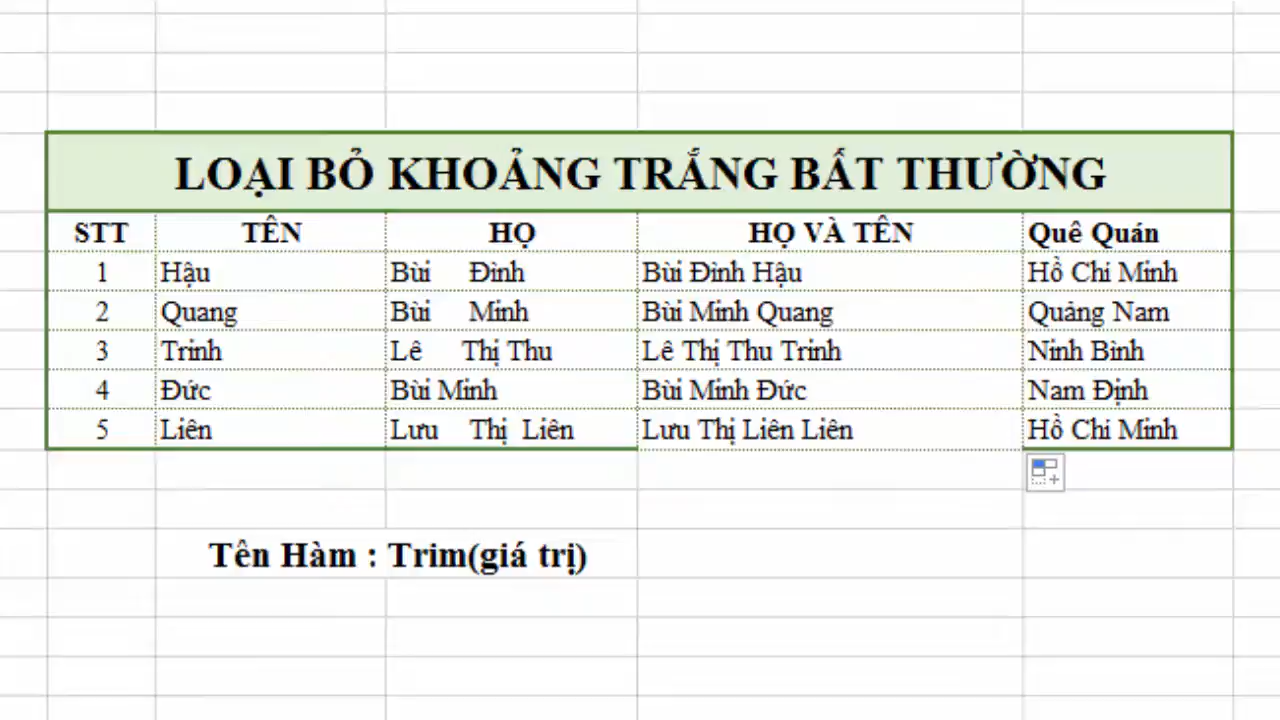 LOẠI BỎ KHOẢNG TRẮNG BẤT THƯỜNG
STT TÊN HỌ HỌ VÀ TÊN Quê Quán
1 Hậu Bùi Đình Bùi Đình Hậu Hồ Chí Minh
2 Quang Bùi Minh Bùi Minh Quang Quảng Nam
3 Trinh Lê Thị Thu Lê Thị Thu Trinh Ninh Bình
4 Đức Bùi Minh Bùi Minh Đức Nam Định
5 Liên Lưu Thị Liên Lưu Thị Liên Liên Hồ Chí Minh
Tên Hàm : Trim(giá trị)